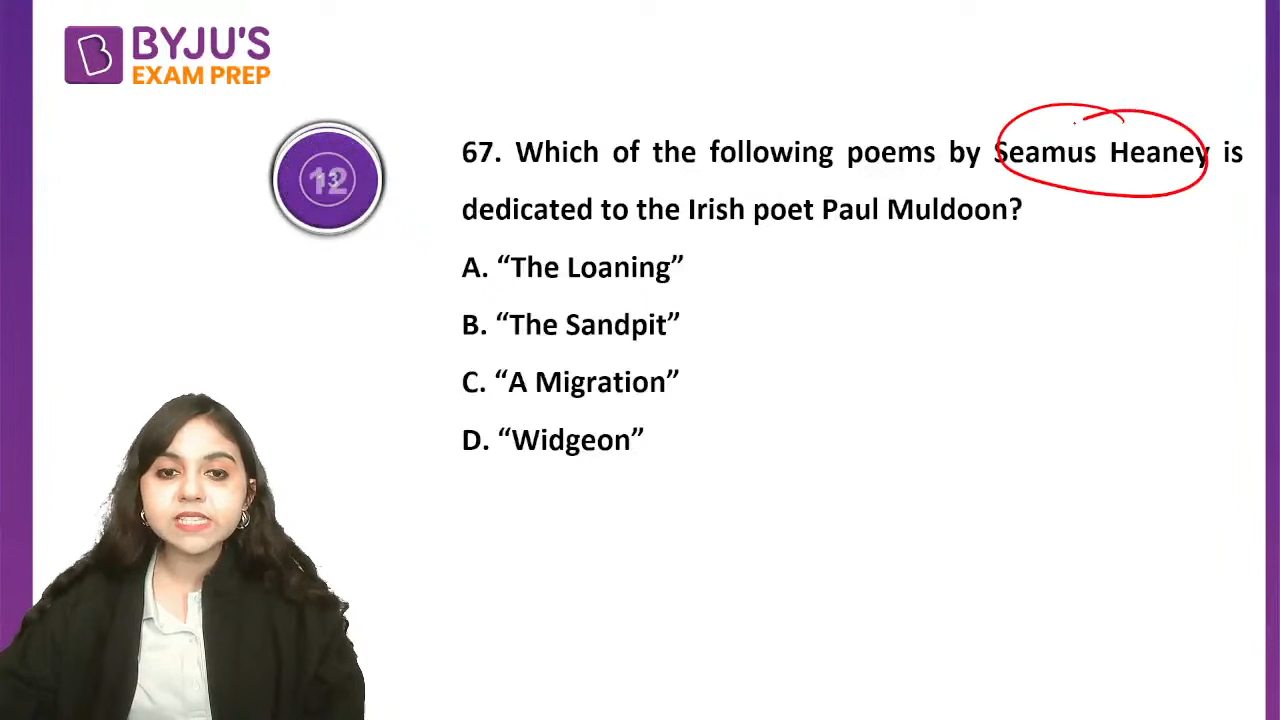 BYJU'S
EXAM PREP
67. Which of the following poems by Seamus Heaney is
dedicated to the Irish poet Paul Muldoon?
A. “The Loaning”
B. “The Sandpit”
C. “A Migration”
D. “Widgeon”